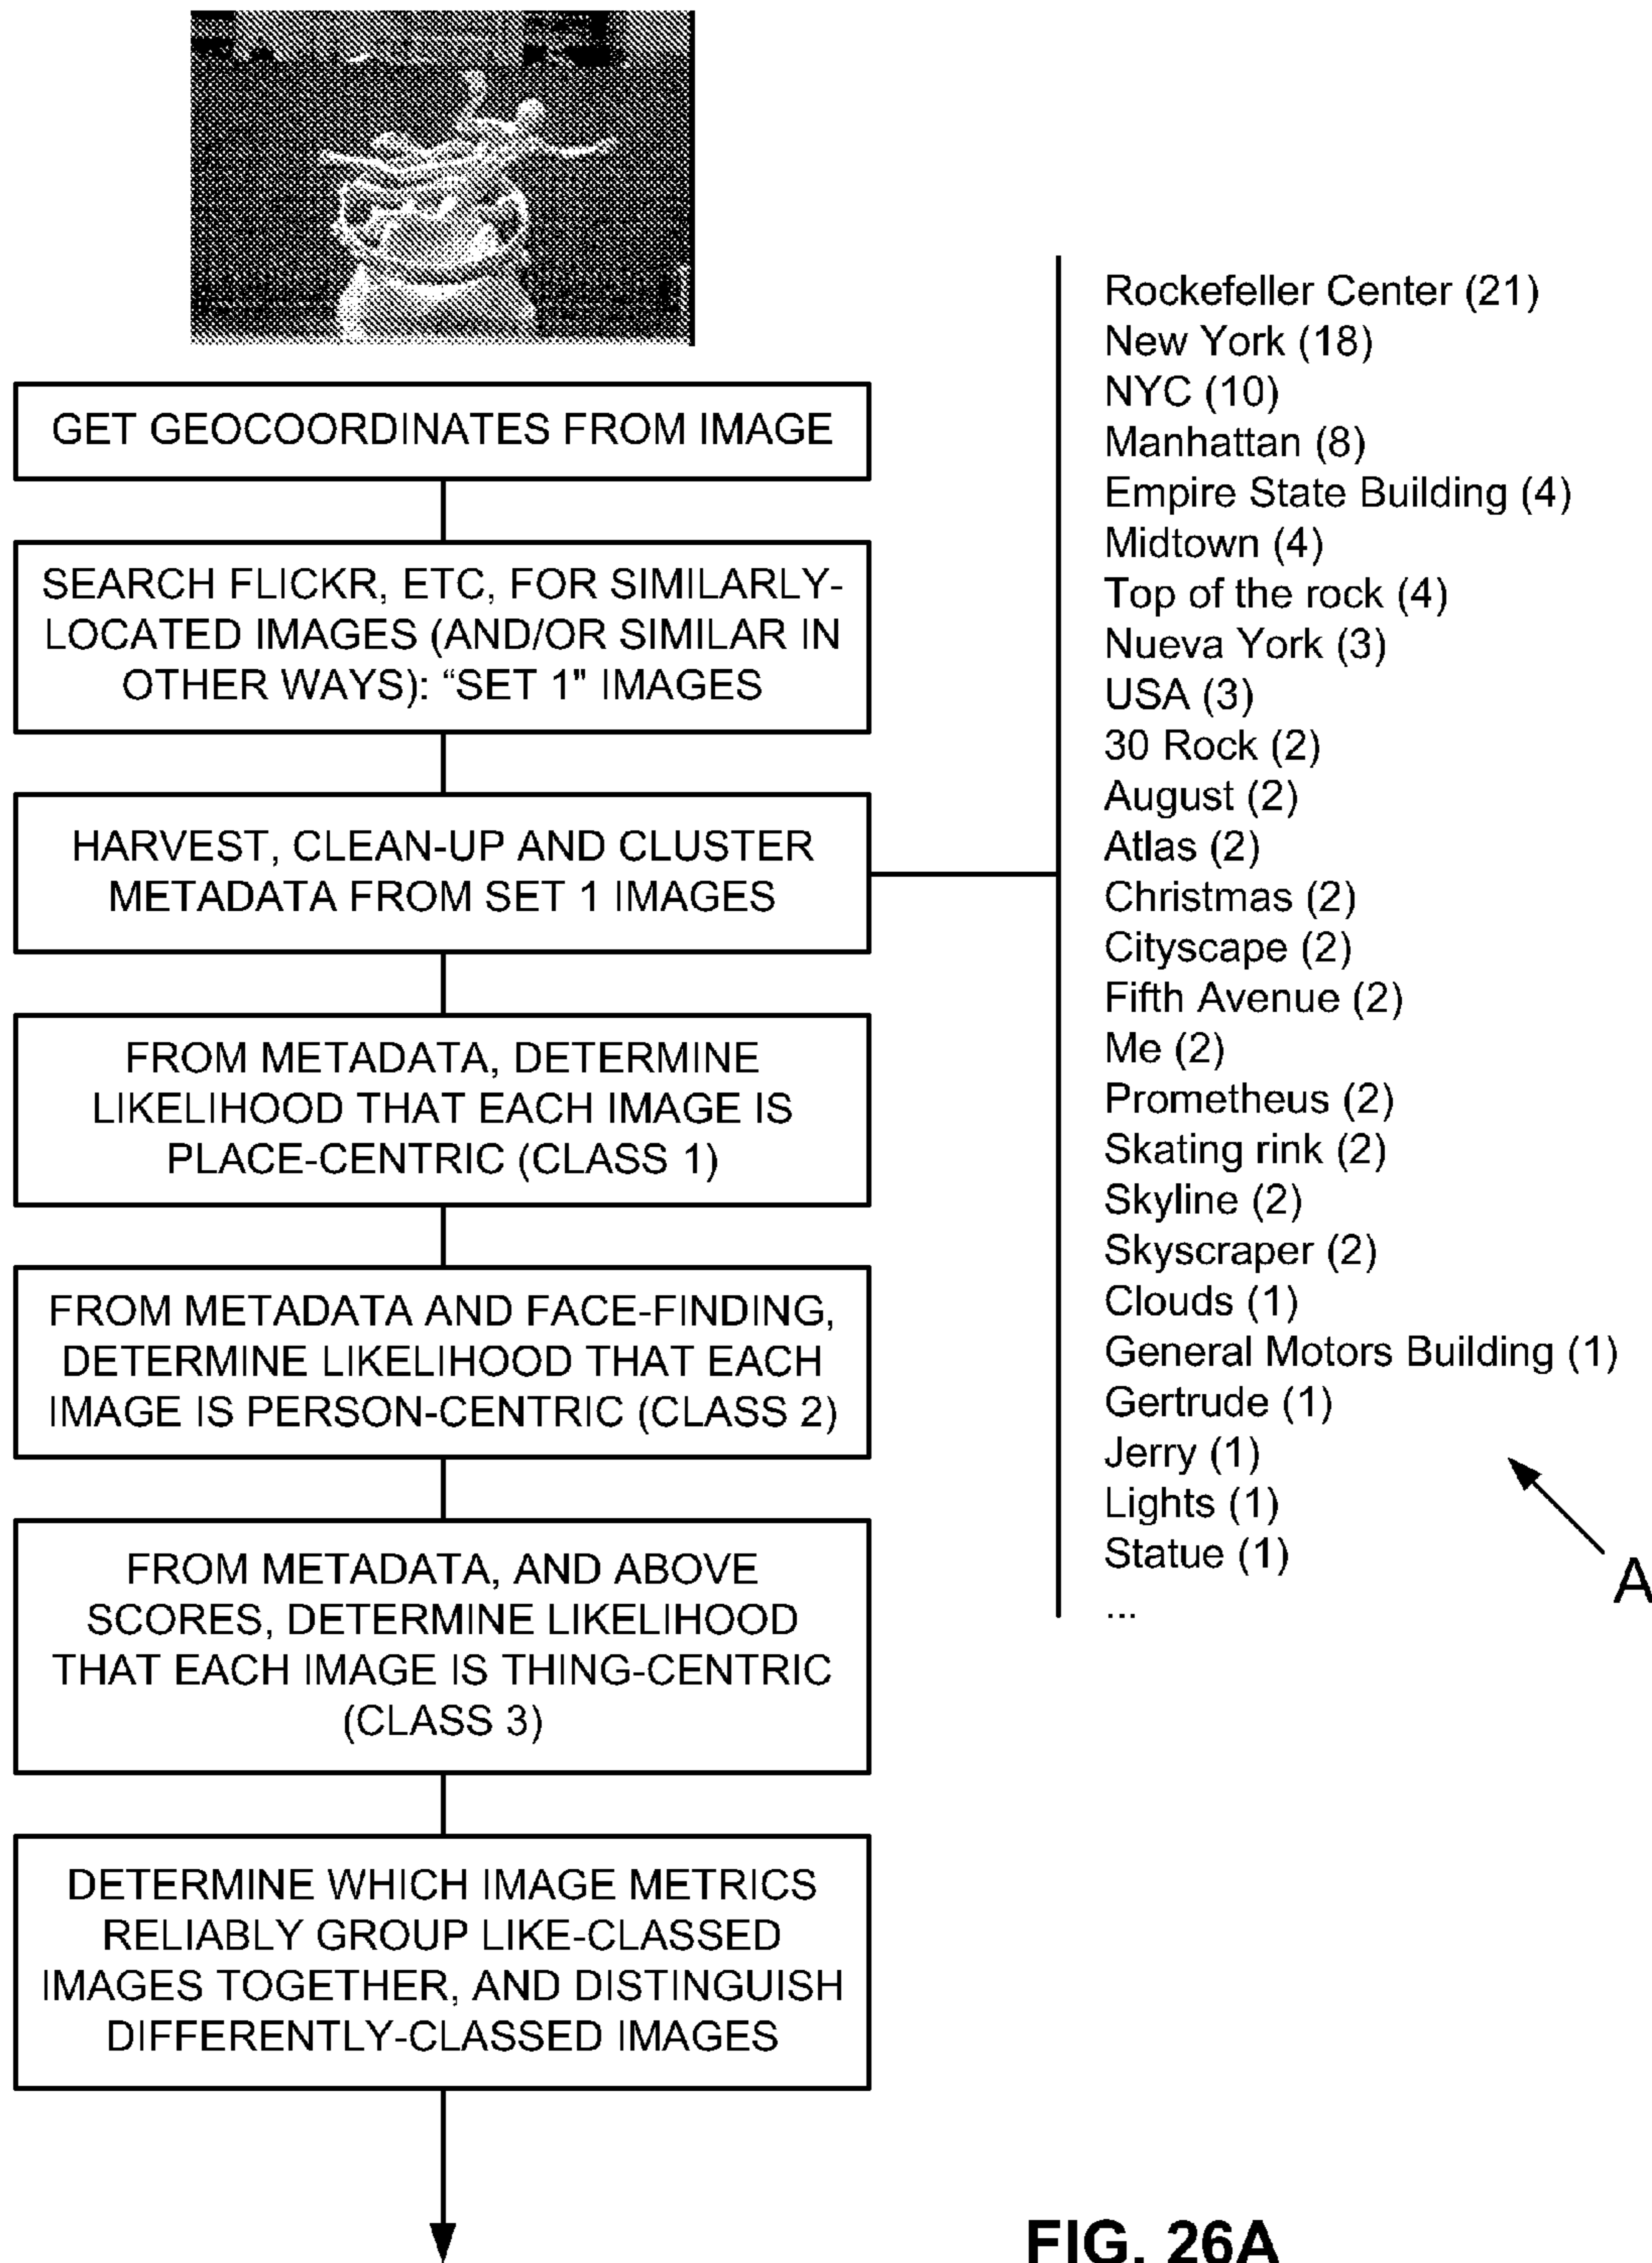 GET GEOCOORDINATES FROM IMAGE
SEARCH FLICKR, ETC, FOR SIMILARLY-
LOCATED IMAGES (AND/OR SIMILAR IN
OTHER WAYS): “SET 1" IMAGES
HARVEST, CLEAN-UP AND CLUSTER
METADATA FROM SET 1 IMAGES
FROM METADATA, DETERMINE
LIKELIHOOD THAT EACH IMAGE IS
PLACE-CENTRIC (CLASS 1)
FROM METADATA AND FACE-FINDING,
DETERMINE LIKELIHOOD THAT EACH
IMAGE IS PERSON-CENTRIC (CLASS 2)
FROM METADATA, AND ABOVE
SCORES, DETERMINE LIKELIHOOD
THAT EACH IMAGE IS THING-CENTRIC
(CLASS 3)
DETERMINE WHICH IMAGE METRICS
RELIABLY GROUP LIKE-CLASSED
IMAGES TOGETHER, AND DISTINGUISH
DIFFERENTLY-CLASSED IMAGES
Rockefeller Center (21)
New York (18)
NYC (10)
Manhattan (8)
Empire State Building (4)
Midtown (4)
Top of the rock (4)
Nueva York (3)
USA (3)
30 Rock (2)
August (2)
Atlas (2)
Christmas (2)
Cityscape (2)
Fifth Avenue (2)
Me (2)
Prometheus (2)
Skating rink (2)
Skyline (2)
Skyscraper (2)
Clouds (1)
General Motors Building (1)
Gertrude (1)
Jerry (1)
Lights (1)
Statue (1)
...
A
FIG. 26A